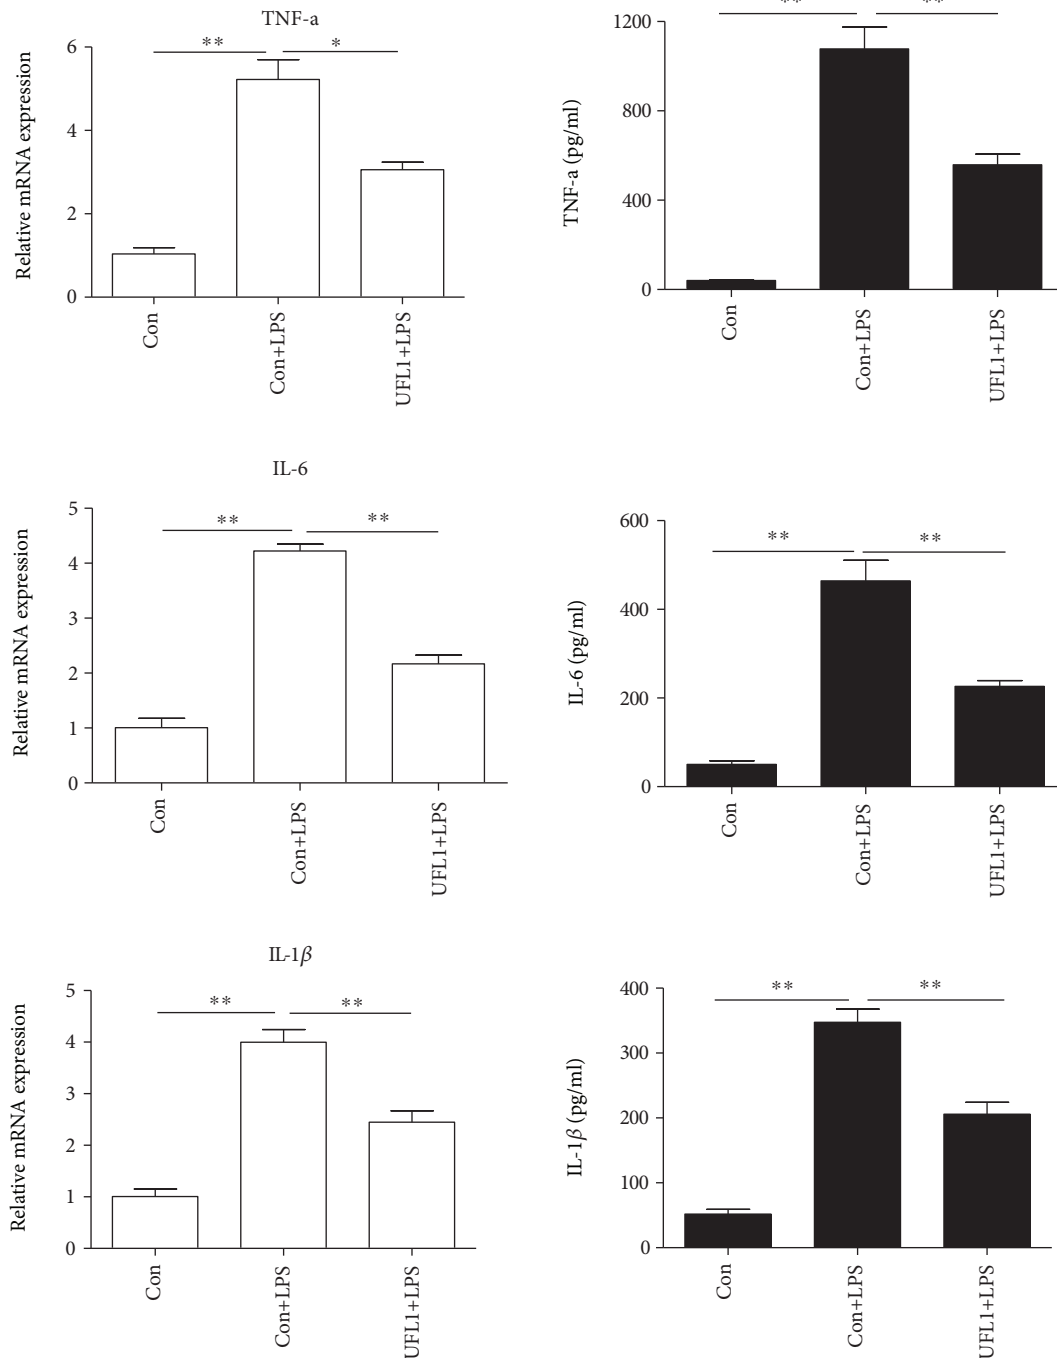 TNF-a
Relative mRNA expression
6
4
2
0
** *
Con
Con+LPS
UFL1+LPS
TNF-a (pg/ml)
1200
800
400
0
** **
Con
Con+LPS
UFL1+LPS
IL-6
Relative mRNA expression
5
4
3
2
1
0
** **
Con
Con+LPS
UFL1+LPS
IL-6 (pg/ml)
600
400
200
0
** **
Con
Con+LPS
UFL1+LPS
IL-1β
Relative mRNA expression
5
4
3
2
1
0
** **
Con
Con+LPS
UFL1+LPS
IL-1β (pg/ml)
400
300
200
100
0
** **
Con
Con+LPS
UFL1+LPS